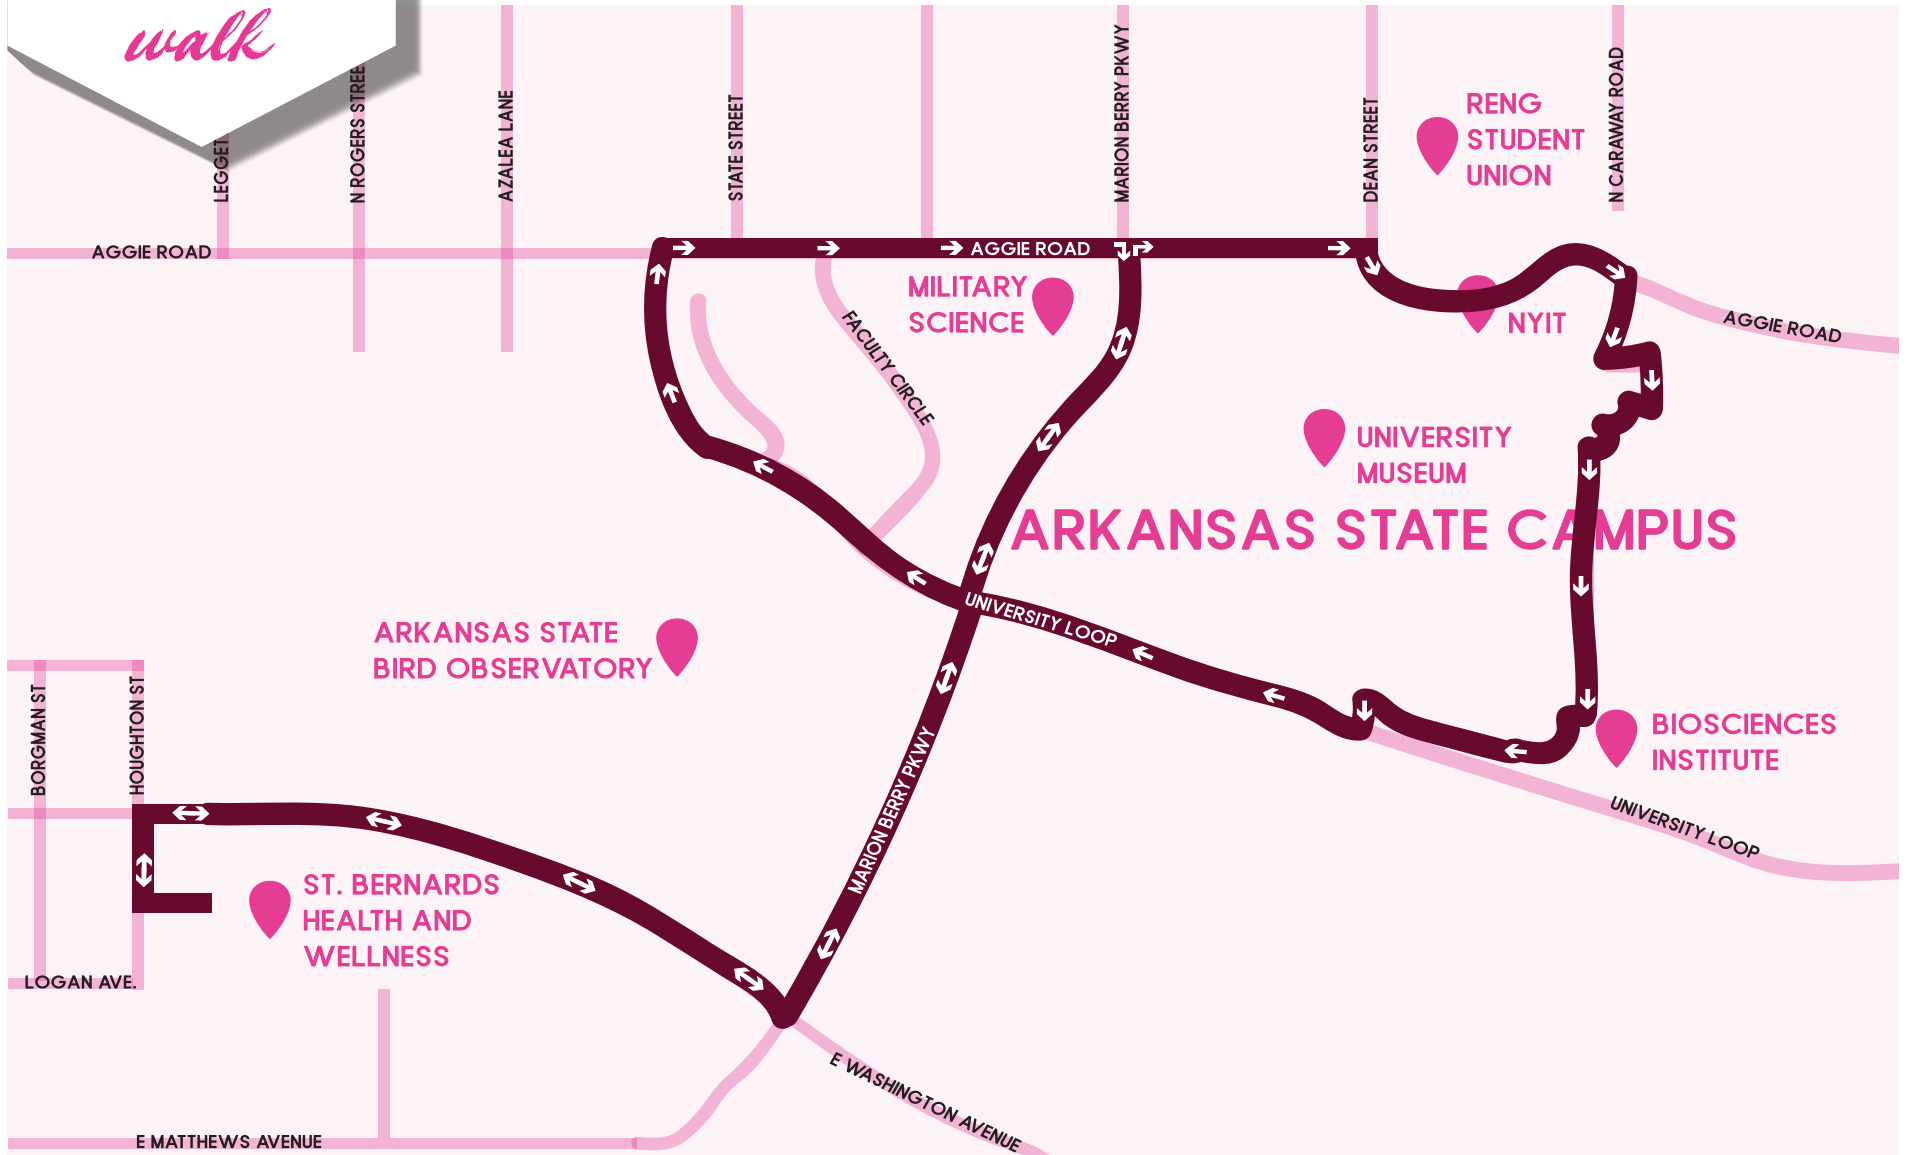 walk
LEGGET
N ROGERS STREE
AZALEA LANE
STATE STREET
MARION BERRY PKWY
DEAN STREET
N CARAWAY ROAD
RENG
STUDENT
UNION
AGGIE ROAD
AGGIE ROAD
MILITARY
SCIENCE
FACULTY CIRCLE
NYIT
AGGIE ROAD
UNIVERSITY
MUSEUM
ARKANSAS STATE CAMPUS
UNIVERSITY LOOP
ARKANSAS STATE
BIRD OBSERVATORY
BORGMAN ST
HOUGHTON ST
MARION BERRY PKWY
BIOSCIENCES
INSTITUTE
UNIVERSITY LOOP
ST. BERNARDS
HEALTH AND
WELLNESS
LOGAN AVE.
E WASHINGTON AVENUE
E MATTHEWS AVENUE